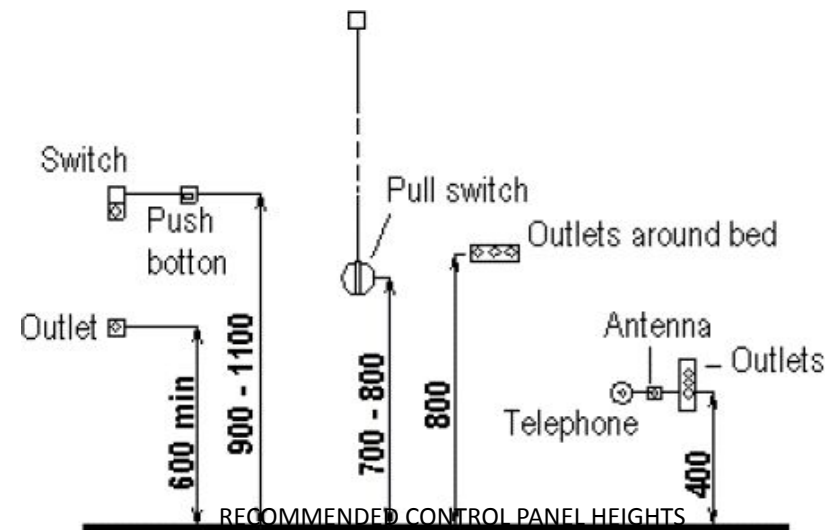 Switch
Push
botton
Pull switch
Outlets around bed
Outlet
Antenna
Outlets
Telephone
600 min
900 - 1100
700 - 800
800
400
RECOMMENDED CONTROL PANEL HEIGHTS